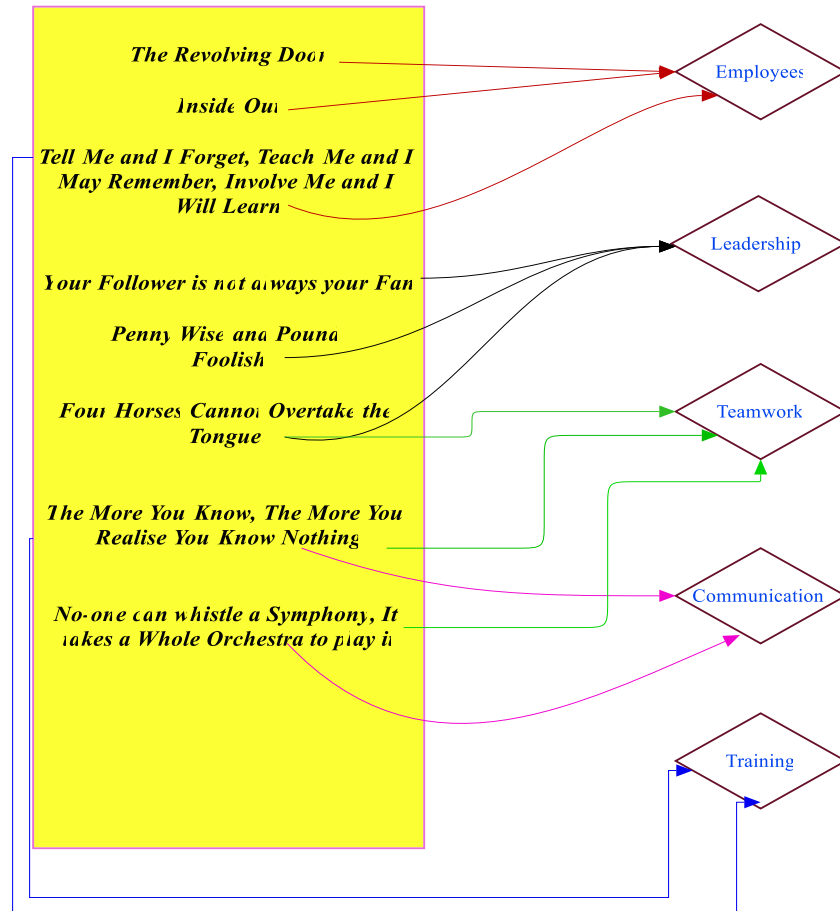 The Revolving Door
Inside Out
Tell Me and I Forget, Teach Me and I
May Remember, Involve Me and I
Will Learn
Your Follower is not always your Fan
Penny Wise and Pound
Foolish
Four Horses Cannot Overtake the
Tongue
The More You Know, The More You
Realise You Know Nothing
No-one can whistle a Symphony, It
takes a Whole Orchestra to play it
Employees
Leadership
Teamwork
Communication
Training